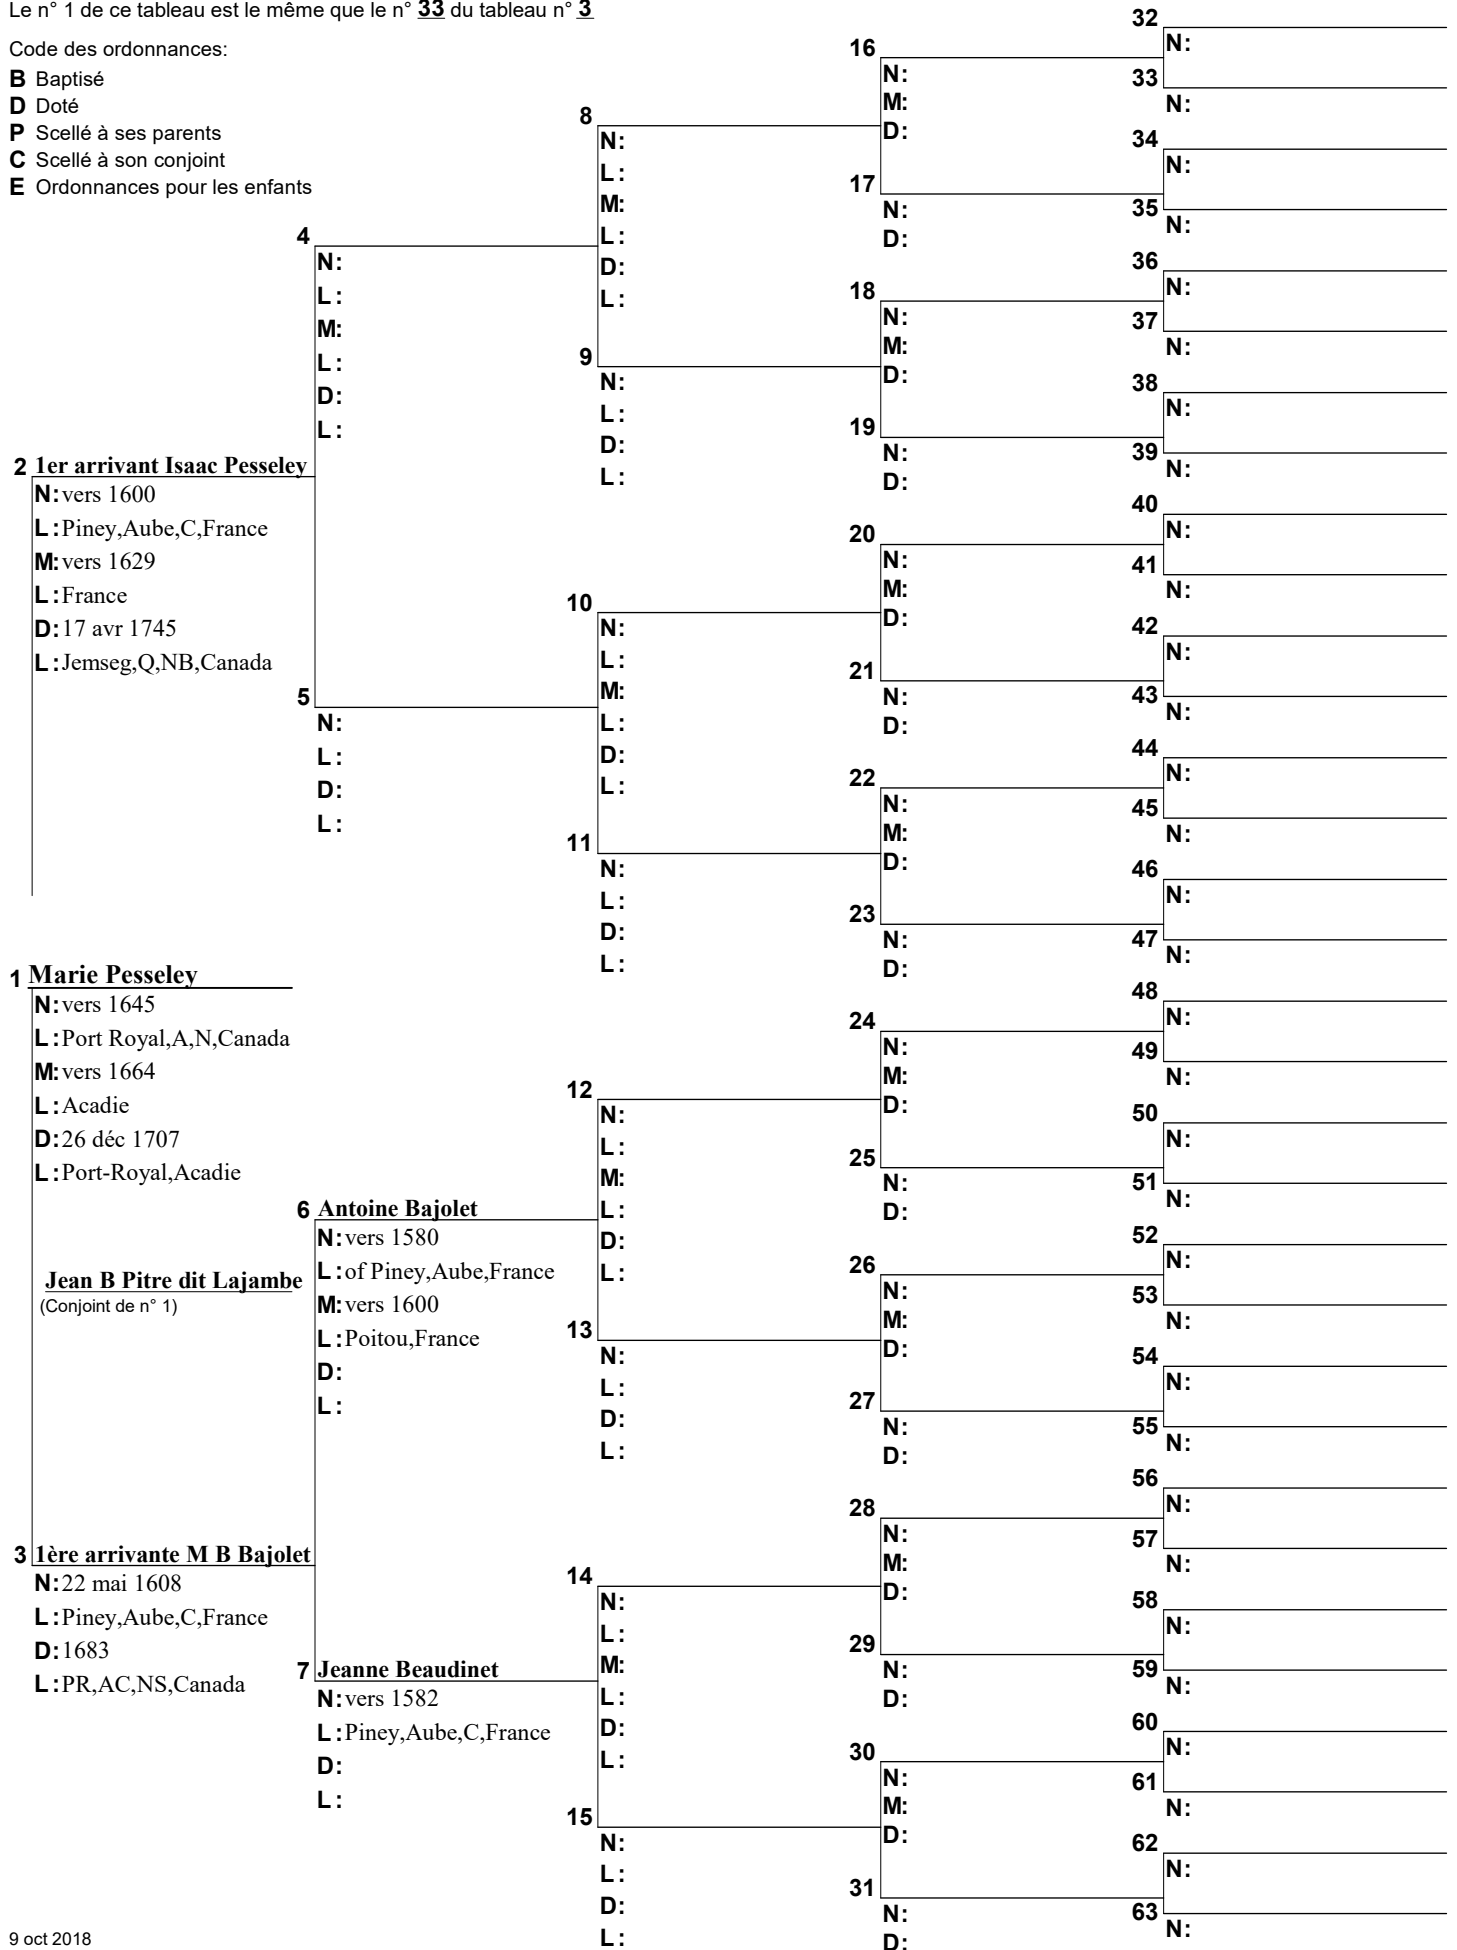 Le n° 1 de ce tableau est le même que le n° 33 du tableau n° 3
Code des ordonnances:
B Baptisé
D Doté
P Scellé à ses parents
C Scellé à son conjoint
E Ordonnances pour les enfants
2 1er arrivant Isaac Pesseley
N: vers 1600
L: Piney,Aube,C,France
M: vers 1629
L: France
D: 17 avr 1745
L: Jemseg,Q,NB,Canada
1 Marie Pesseley
N: vers 1645
L: Port Royal,A,N,Canada
M: vers 1664
L: Acadie
D: 26 déc 1707
L: Port-Royal,Acadie
Jean B Pitre dit Lajambe
(Conjoint de n° 1)
3 1ère arrivante M B Bajolet
N: 22 mai 1608
L: Piney,Aube,C,France
D: 1683
L: PR,AC,NS,Canada
4
N:
L:
M:
L:
D:
L:
5
N:
L:
D:
L:
6 Antoine Bajolet
N: vers 1580
L: of Piney,Aube,France
M: vers 1600
L: Poitou,France
D:
L:
7 Jeanne Beaudinet
N: vers 1582
L: Piney,Aube,C,France
D:
L:
8
N:
L:
M:
L:
D:
L:
9
N:
L:
D:
L:
10
N:
L:
M:
L:
D:
L:
11
N:
L:
D:
L:
12
N:
L:
M:
L:
D:
L:
13
N:
L:
D:
L:
14
N:
L:
M:
L:
D:
L:
15
N:
L:
D:
L:
16
N:
M:
D:
17
N:
D:
18
N:
M:
D:
19
N:
D:
20
N:
M:
D:
21
N:
D:
22
N:
M:
D:
23
N:
D:
24
N:
M:
D:
25
N:
D:
26
N:
M:
D:
27
N:
D:
28
N:
M:
D:
29
N:
D:
30
N:
M:
D:
31
N:
D:
32
N:
33
N:
34
N:
35
N:
36
N:
37
N:
38
N:
39
N:
40
N:
41
N:
42
N:
43
N:
44
N:
45
N:
46
N:
47
N:
48
N:
49
N:
50
N:
51
N:
52
N:
53
N:
54
N:
55
N:
56
N:
57
N:
58
N:
59
N:
60
N:
61
N:
62
N:
63
N:
9 oct 2018